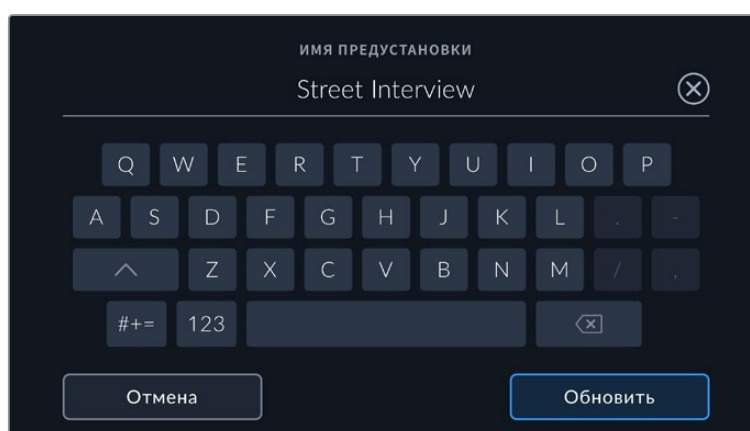 ИМЯ ПРЕДУСТАНОВКИ
Street Interview
Q W E R T Y U I O P
A S D F G H J K L . -
Z X C V B N M / ,
#+= 123
Отмена Обновить